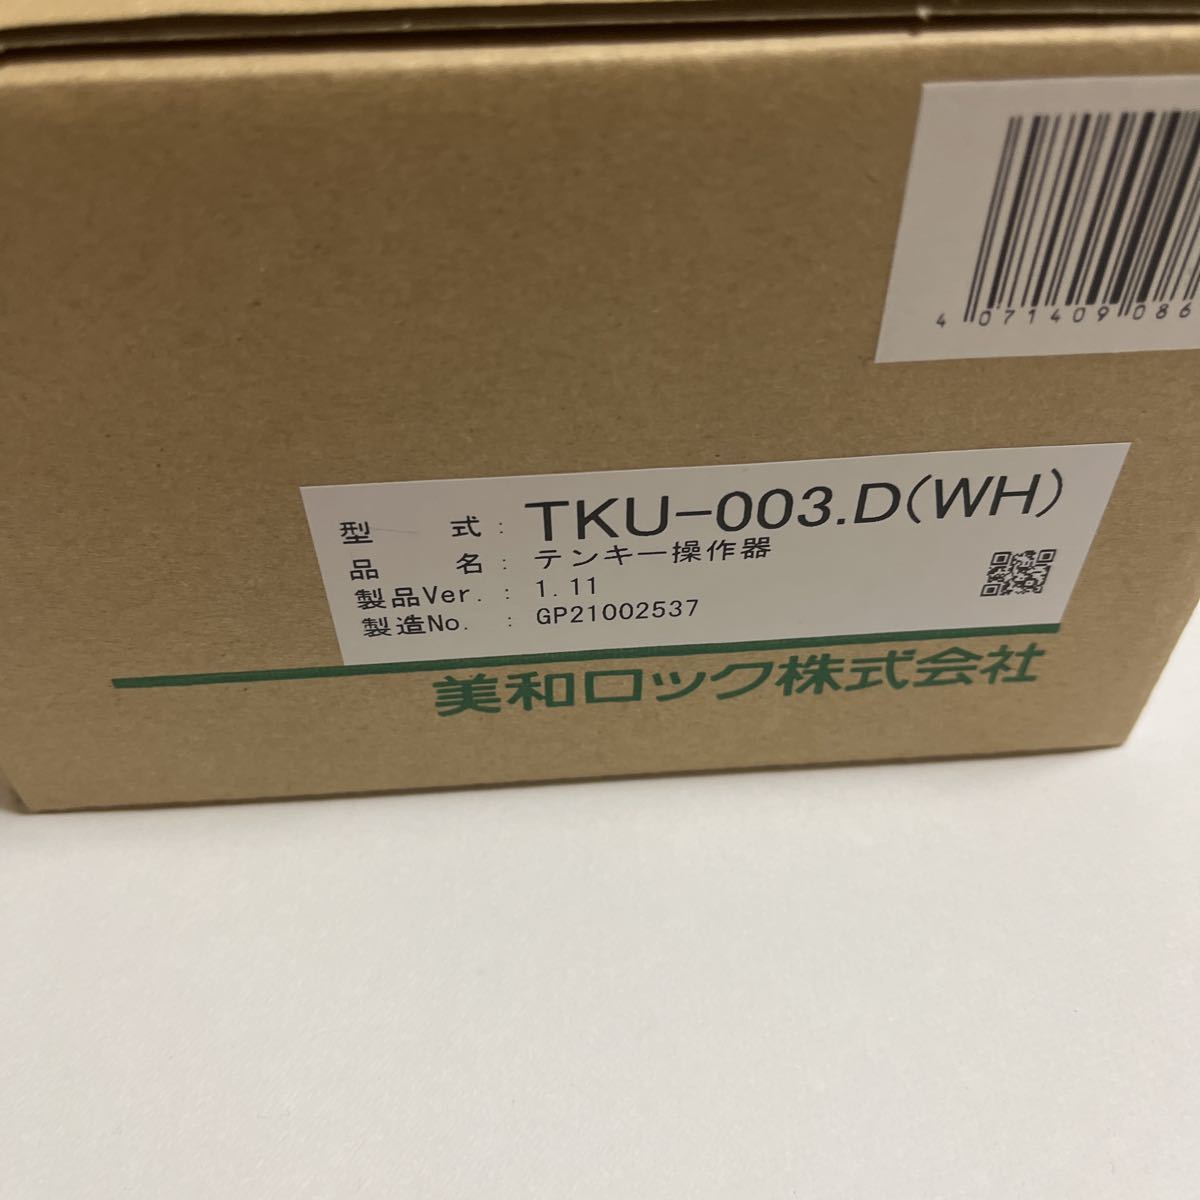 4 071409 086
型 式 : TKU-003.D(WH)
品 名 : テンキー操作器
製品Ver. : 1.11
製造No. : GP21002537
美和ロック株式会社